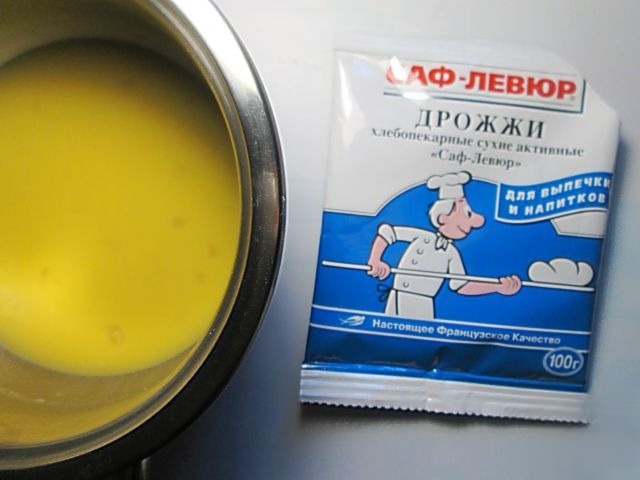 САФ-ЛЕВЮР
ДРОЖЖИ
хлебопекарные сухие активные
«Саф-Левюр»
ДЛЯ ВЫПЕЧКИ
И НАПИТКОВ
Настоящее Французское Качество
100г